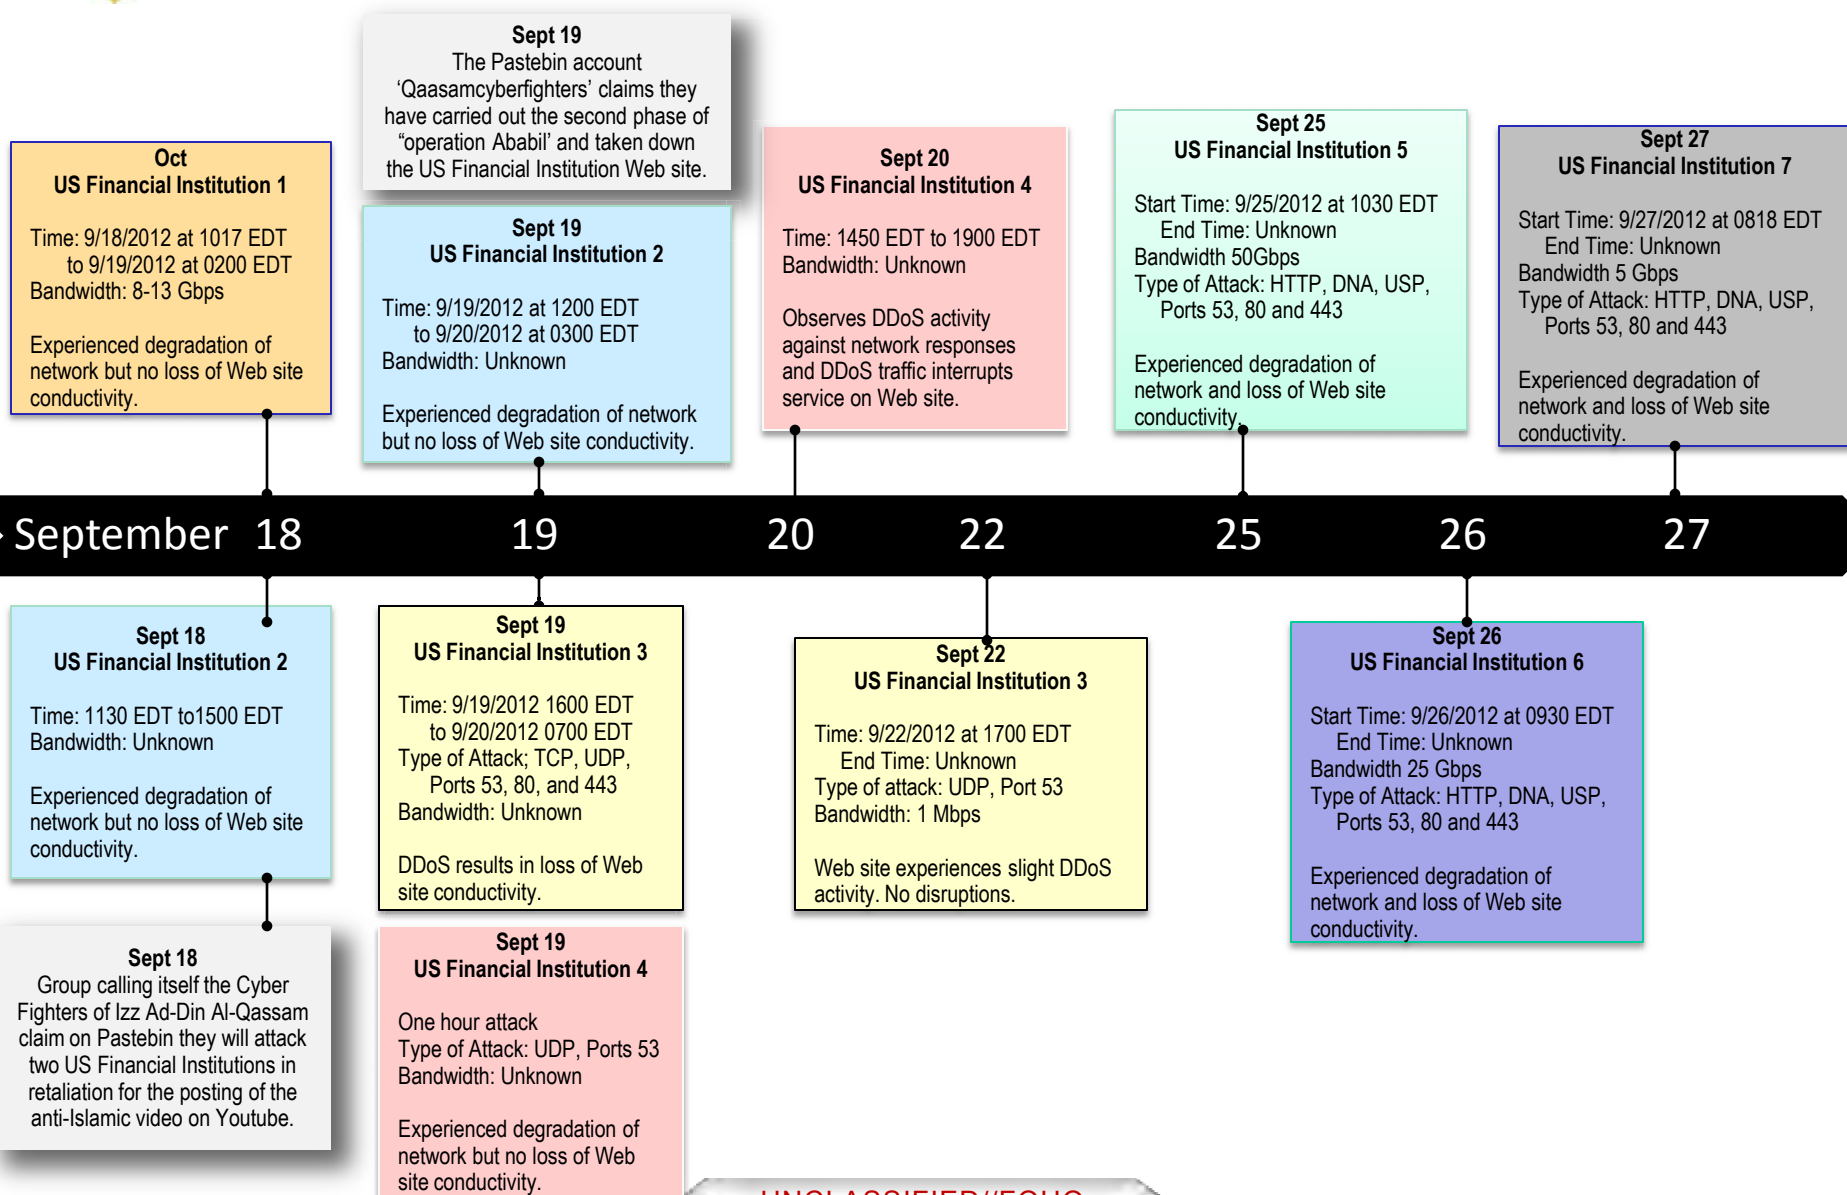 Sept 19
The Pastebin account
‘Qaasamcyberfighters’ claims they
have carried out the second phase of
“operation Ababil’ and taken down
the US Financial Institution Web site.
Oct
US Financial Institution 1
Time: 9/18/2012 at 1017 EDT
to 9/19/2012 at 0200 EDT
Bandwidth: 8-13 Gbps
Experienced degradation of
network but no loss of Web site
conductivity.
Sept 19
US Financial Institution 2
Time: 9/19/2012 at 1200 EDT
to 9/20/2012 at 0300 EDT
Bandwidth: Unknown
Experienced degradation of network
but no loss of Web site conductivity.
Sept 20
US Financial Institution 4
Time: 1450 EDT to 1900 EDT
Bandwidth: Unknown
Observes DDoS activity
against network responses
and DDoS traffic interrupts
service on Web site.
Sept 25
US Financial Institution 5
Start Time: 9/25/2012 at 1030 EDT
End Time: Unknown
Bandwidth 50Gbps
Type of Attack: HTTP, DNA, USP,
Ports 53, 80 and 443
Experienced degradation of
network and loss of Web site
conductivity.
Sept 27
US Financial Institution 7
Start Time: 9/27/2012 at 0818 EDT
End Time: Unknown
Bandwidth 5 Gbps
Type of Attack: HTTP, DNA, USP,
Ports 53, 80 and 443
Experienced degradation of
network and loss of Web site
conductivity.
September 18 19 20 22 25 26 27
Sept 18
US Financial Institution 2
Time: 1130 EDT to1500 EDT
Bandwidth: Unknown
Experienced degradation of
network but no loss of Web site
conductivity.
Sept 18
Group calling itself the Cyber
Fighters of Izz Ad-Din Al-Qassam
claim on Pastebin they will attack
two US Financial Institutions in
retaliation for the posting of the
anti-Islamic video on Youtube.
Sept 19
US Financial Institution 3
Time: 9/19/2012 1600 EDT
to 9/20/2012 0700 EDT
Type of Attack; TCP, UDP,
Ports 53, 80, and 443
Bandwidth: Unknown
DDoS results in loss of Web
site conductivity.
Sept 19
US Financial Institution 4
One hour attack
Type of Attack: UDP, Ports 53
Bandwidth: Unknown
Experienced degradation of
network but no loss of Web
site conductivity.
Sept 22
US Financial Institution 3
Time: 9/22/2012 at 1700 EDT
End Time: Unknown
Type of attack: UDP, Port 53
Bandwidth: 1 Mbps
Web site experiences slight DDoS
activity. No disruptions.
Sept 26
US Financial Institution 6
Start Time: 9/26/2012 at 0930 EDT
End Time: Unknown
Bandwidth 25 Gbps
Type of Attack: HTTP, DNA, USP,
Ports 53, 80 and 443
Experienced degradation of
network and loss of Web site
conductivity.